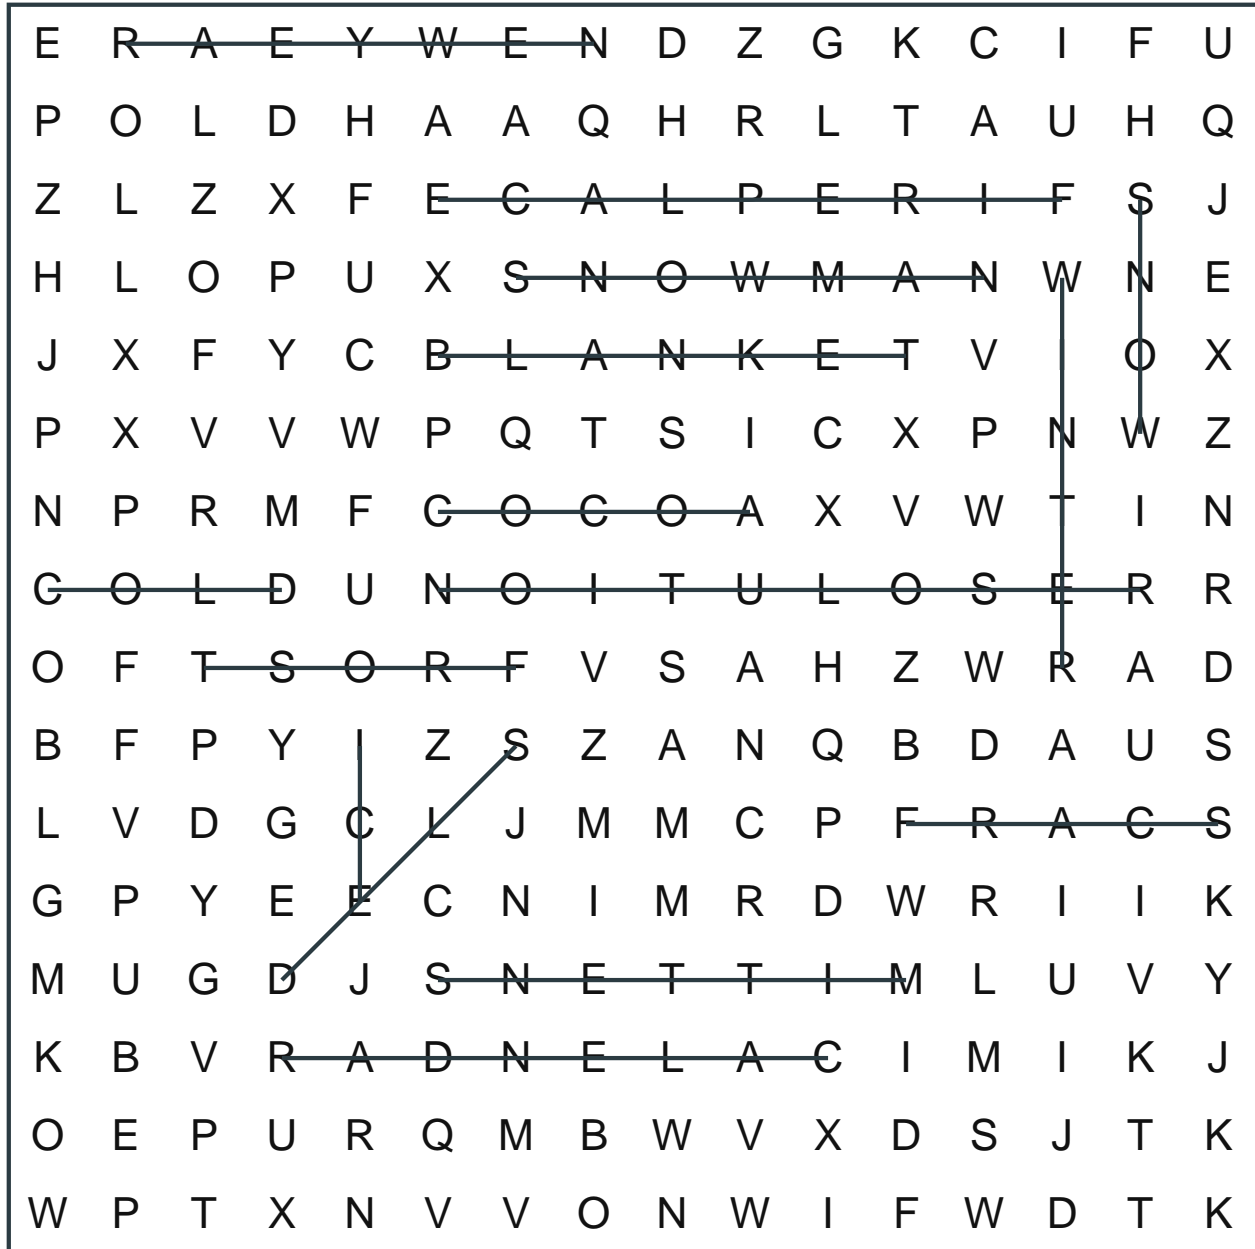 E R A E Y W E N D Z G K C I F U
P O L D H A A Q H R L T A U H Q
Z L Z X F E C A L P E R I F S J
H L O P U X S N O W M A N W N E
J X F Y C B L A N K E T V I O X
P X V V W P Q T S I C X P N W Z
N P R M F C O C O A X V W T I N
C O L D U N O I T U L O S E R R
O F T S O R F V S A H Z W R A D
B F P Y I Z S Z A N Q B D A U S
L V D G C L J M M C P F R A C S
G P Y E E C N I M R D W R I I K
M U G D J S N E T T I M L U V Y
K B V R A D N E L A C I M I K J
O E P U R Q M B W V X D S J T K
W P T X N V V O N W I F W D T K